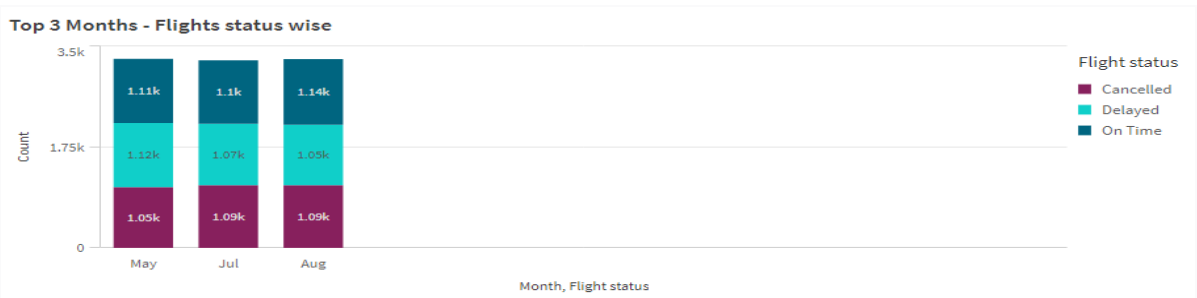 Top 3 Months - Flights status wise
3.5k
1.75k
0
Count
1.11k
1.1k
1.14k
1.12k
1.07k
1.05k
1.05k
1.09k
1.09k
May
Jul
Aug
Month, Flight status
Flight status
Cancelled
Delayed
On Time